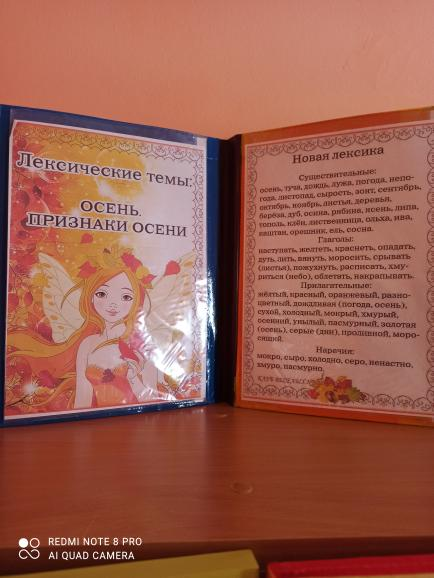 Лексические темы:
ОСЕНЬ.
ПРИЗНАКИ ОСЕНИ
Новая лексика
Существительные:
осень, туча, дождь, лужа, погода, непо-
года, листопад, сырость, зонт, сентябрь,
октябрь, ноябрь, листья, деревья,
берёза, дуб, осина, рябина, ясень, липа,
тополь, клён, лиственница, ольха, ива,
каштан, орешник, ель, сосна.
Глаголы:
наступать, желтеть, краснеть, опадать,
дуть, лить, вянуть, моросить, срывать
(листья), пожухнуть, расписать, хму-
риться (небо), облетать, накрапывать.
Прилагательные:
жёлтый, красный, оранжевый, разно-
цветный, дождливая (погода, осень),
сухой, холодный, мокрый, хмурый,
осенний, унылый, пасмурный, золотая
(осень), серые (дни), проливной, моро-
сящий.
Наречия:
мокро, сыро, холодно, серо, ненастно,
хмуро, пасмурно.
REDMI NOTE 8 PRO
AI QUAD CAMERA